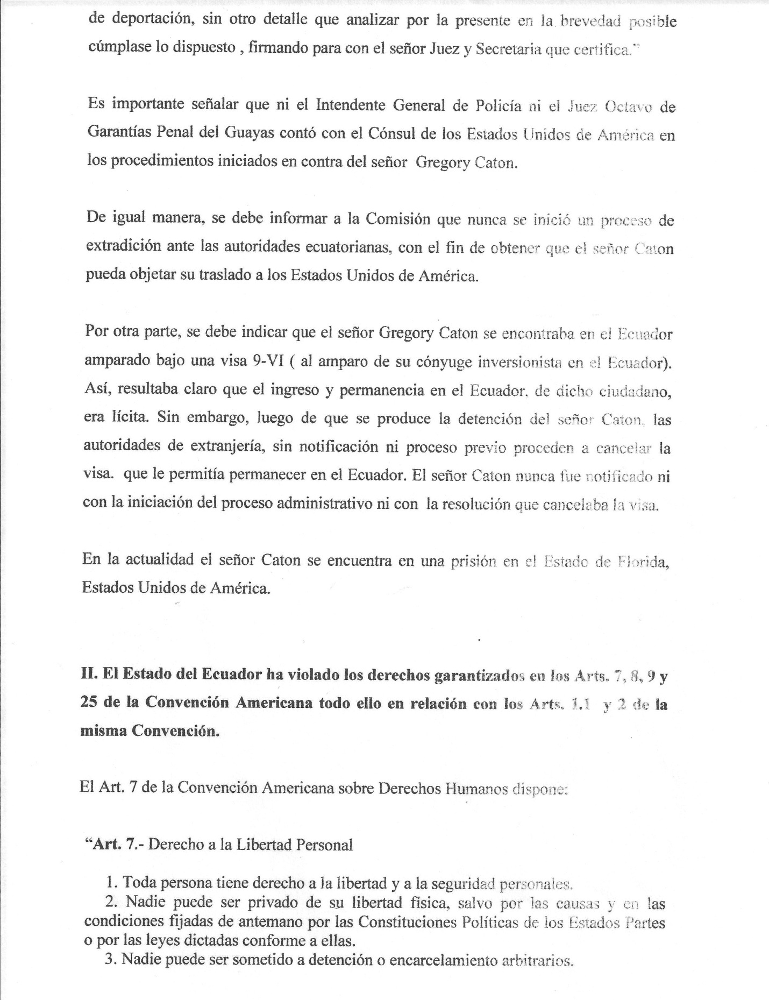 de deportación, sin otro detalle que analizar por la presente en la brevedad posible
cúmplase lo dispuesto , firmando para con el señor Juez y Secretaria que certifica."
Es importante señalar que ni el Intendente General de Policía ni el Juez Octavo de
Garantías Penal del Guayas contó con el Cónsul de los Estados Unidos de América en
los procedimientos iniciados en contra del señor Gregory Caton.
De igual manera, se debe informar a la Comisión que nunca se inició un proceso de
extradición ante las autoridades ecuatorianas, con el fin de obtener que el señor Caton
pueda objetar su traslado a los Estados Unidos de América.
Por otra parte, se debe indicar que el señor Gregory Caton se encontraba en el Ecuador
amparado bajo una visa 9-VI ( al amparo de su cónyuge inversionista en el Ecuador).
Así, resultaba claro que el ingreso y permanencia en el Ecuador, de dicho ciudadano,
era lícita. Sin embargo, luego de que se produce la detención del señor Caton, las
autoridades de extranjería, sin notificación ni proceso previo proceden a cancelar la
visa. que le permitía permanecer en el Ecuador. El señor Caton nunca fue notificado ni
con la iniciación del proceso administrativo ni con la resolución que cancelaba la visa.
En la actualidad el señor Caton se encuentra en una prisión en el Estado de Florida,
Estados Unidos de América.
II. El Estado del Ecuador ha violado los derechos garantizados en los Arts. 7, 8, 9 y
25 de la Convención Americana todo ello en relación con los Arts. 1.1 y 2 de la
misma Convención.
El Art. 7 de la Convención Americana sobre Derechos Humanos dispone:
“Art. 7.- Derecho a la Libertad Personal
1. Toda persona tiene derecho a la libertad y a la seguridad personales.
2. Nadie puede ser privado de su libertad física, salvo por las causas y en las
condiciones fijadas de antemano por las Constituciones Políticas de los Estados Partes
o por las leyes dictadas conforme a ellas.
3. Nadie puede ser sometido a detención o encarcelamiento arbitrarios.